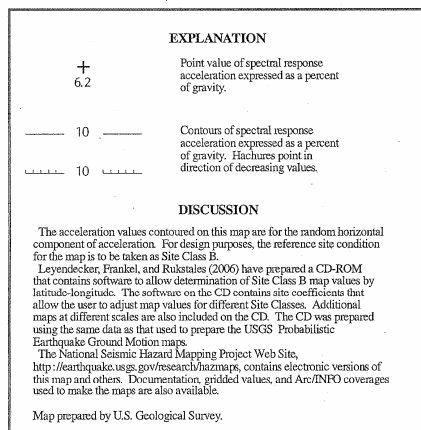 EXPLANATION
+
6.2
Point value of spectral response
acceleration expressed as a percent
of gravity.
10
Contours of spectral response
acceleration expressed as a percent
of gravity. Hachures point in
direction of decreasing values.
10
DISCUSSION
The acceleration values contoured on this map are for the random horizontal
component of acceleration. For design purposes, the reference site condition
for the map is to be taken as Site Class B.
Leyendecker, Frankel, and Rukstales (2006) have prepared a CD-ROM
that contains software to allow determination of Site Class B map values by
latitude-longitude. The software on the CD contains site coefficients that
allow the user to adjust map values for different Site Classes. Additional
maps at different scales are also included on the CD. The CD was prepared
using the same data as that used to prepare the USGS Probabilistic
Earthquake Ground Motion maps.
The National Seismic Hazard Mapping Project Web Site,
http://earthquake.usgs.gov/research/hazmaps, contains electronic versions of
this map and others. Documentation, gridded values, and Arc/INFO coverages
used to make the maps are also available.
Map prepared by U.S. Geological Survey.